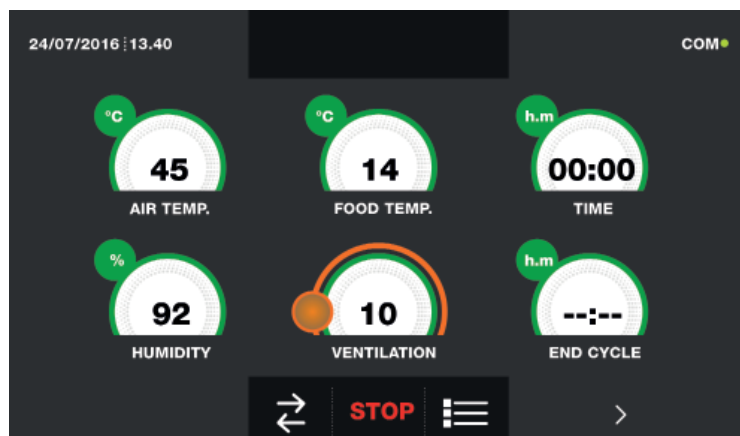 24/07/2016 13.40
COM
°C
45
AIR TEMP.
°C
14
FOOD TEMP.
h.m
00:00
TIME
%
92
HUMIDITY
10
VENTILATION
h.m
--:--
END CYCLE
STOP